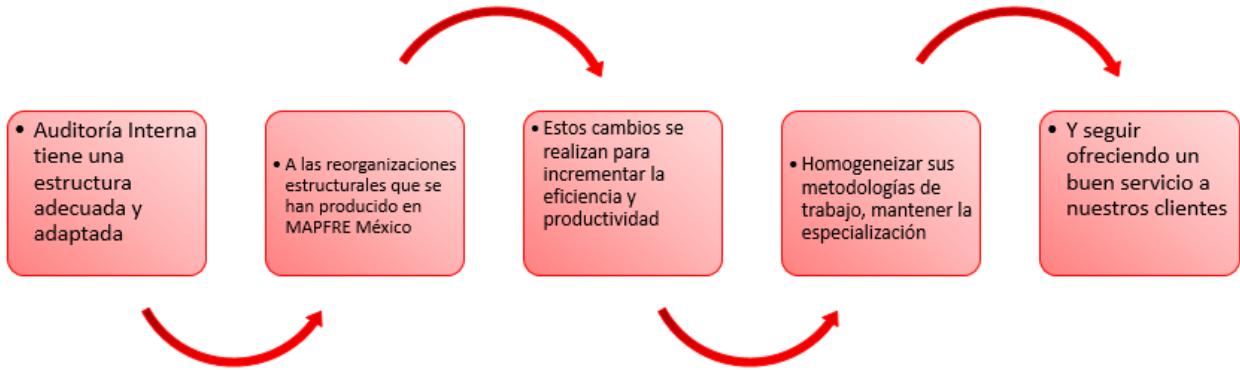 • Auditoría Interna
tiene una
estructura
adecuada y
adaptada
• A las reorganizaciones
estructurales que se
han producido en
MAPFRE México
• Estos cambios se
realizan para
incrementar la
eficiencia y
productividad
• Homogeneizar sus
metodologías de
trabajo, mantener la
especialización
• Y seguir
ofreciendo un
buen servicio a
nuestros clientes